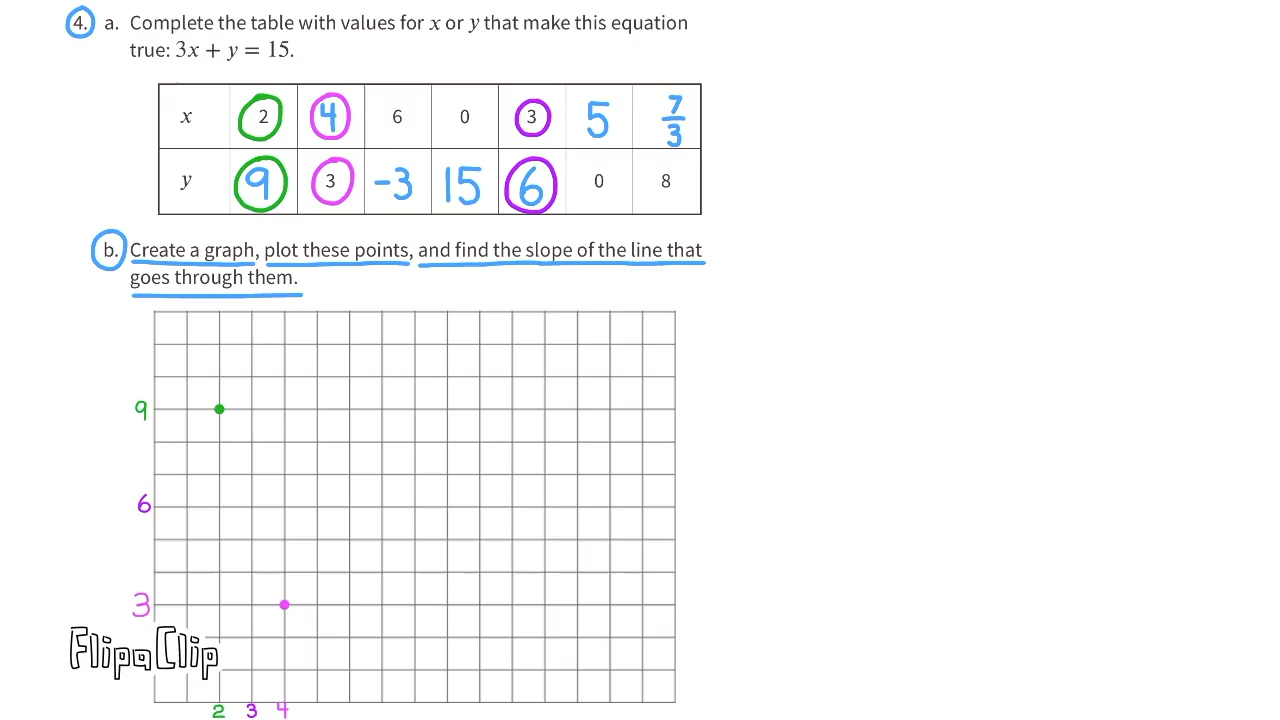 4. a. Complete the table with values for x or y that make this equation
true: 3x + y = 15.
x 2 4 6 0 3 5 7/3
y 9 3 -3 15 6 0 8
b. Create a graph, plot these points, and find the slope of the line that
goes through them.
9
6
3
FlipaClip
2 3 4